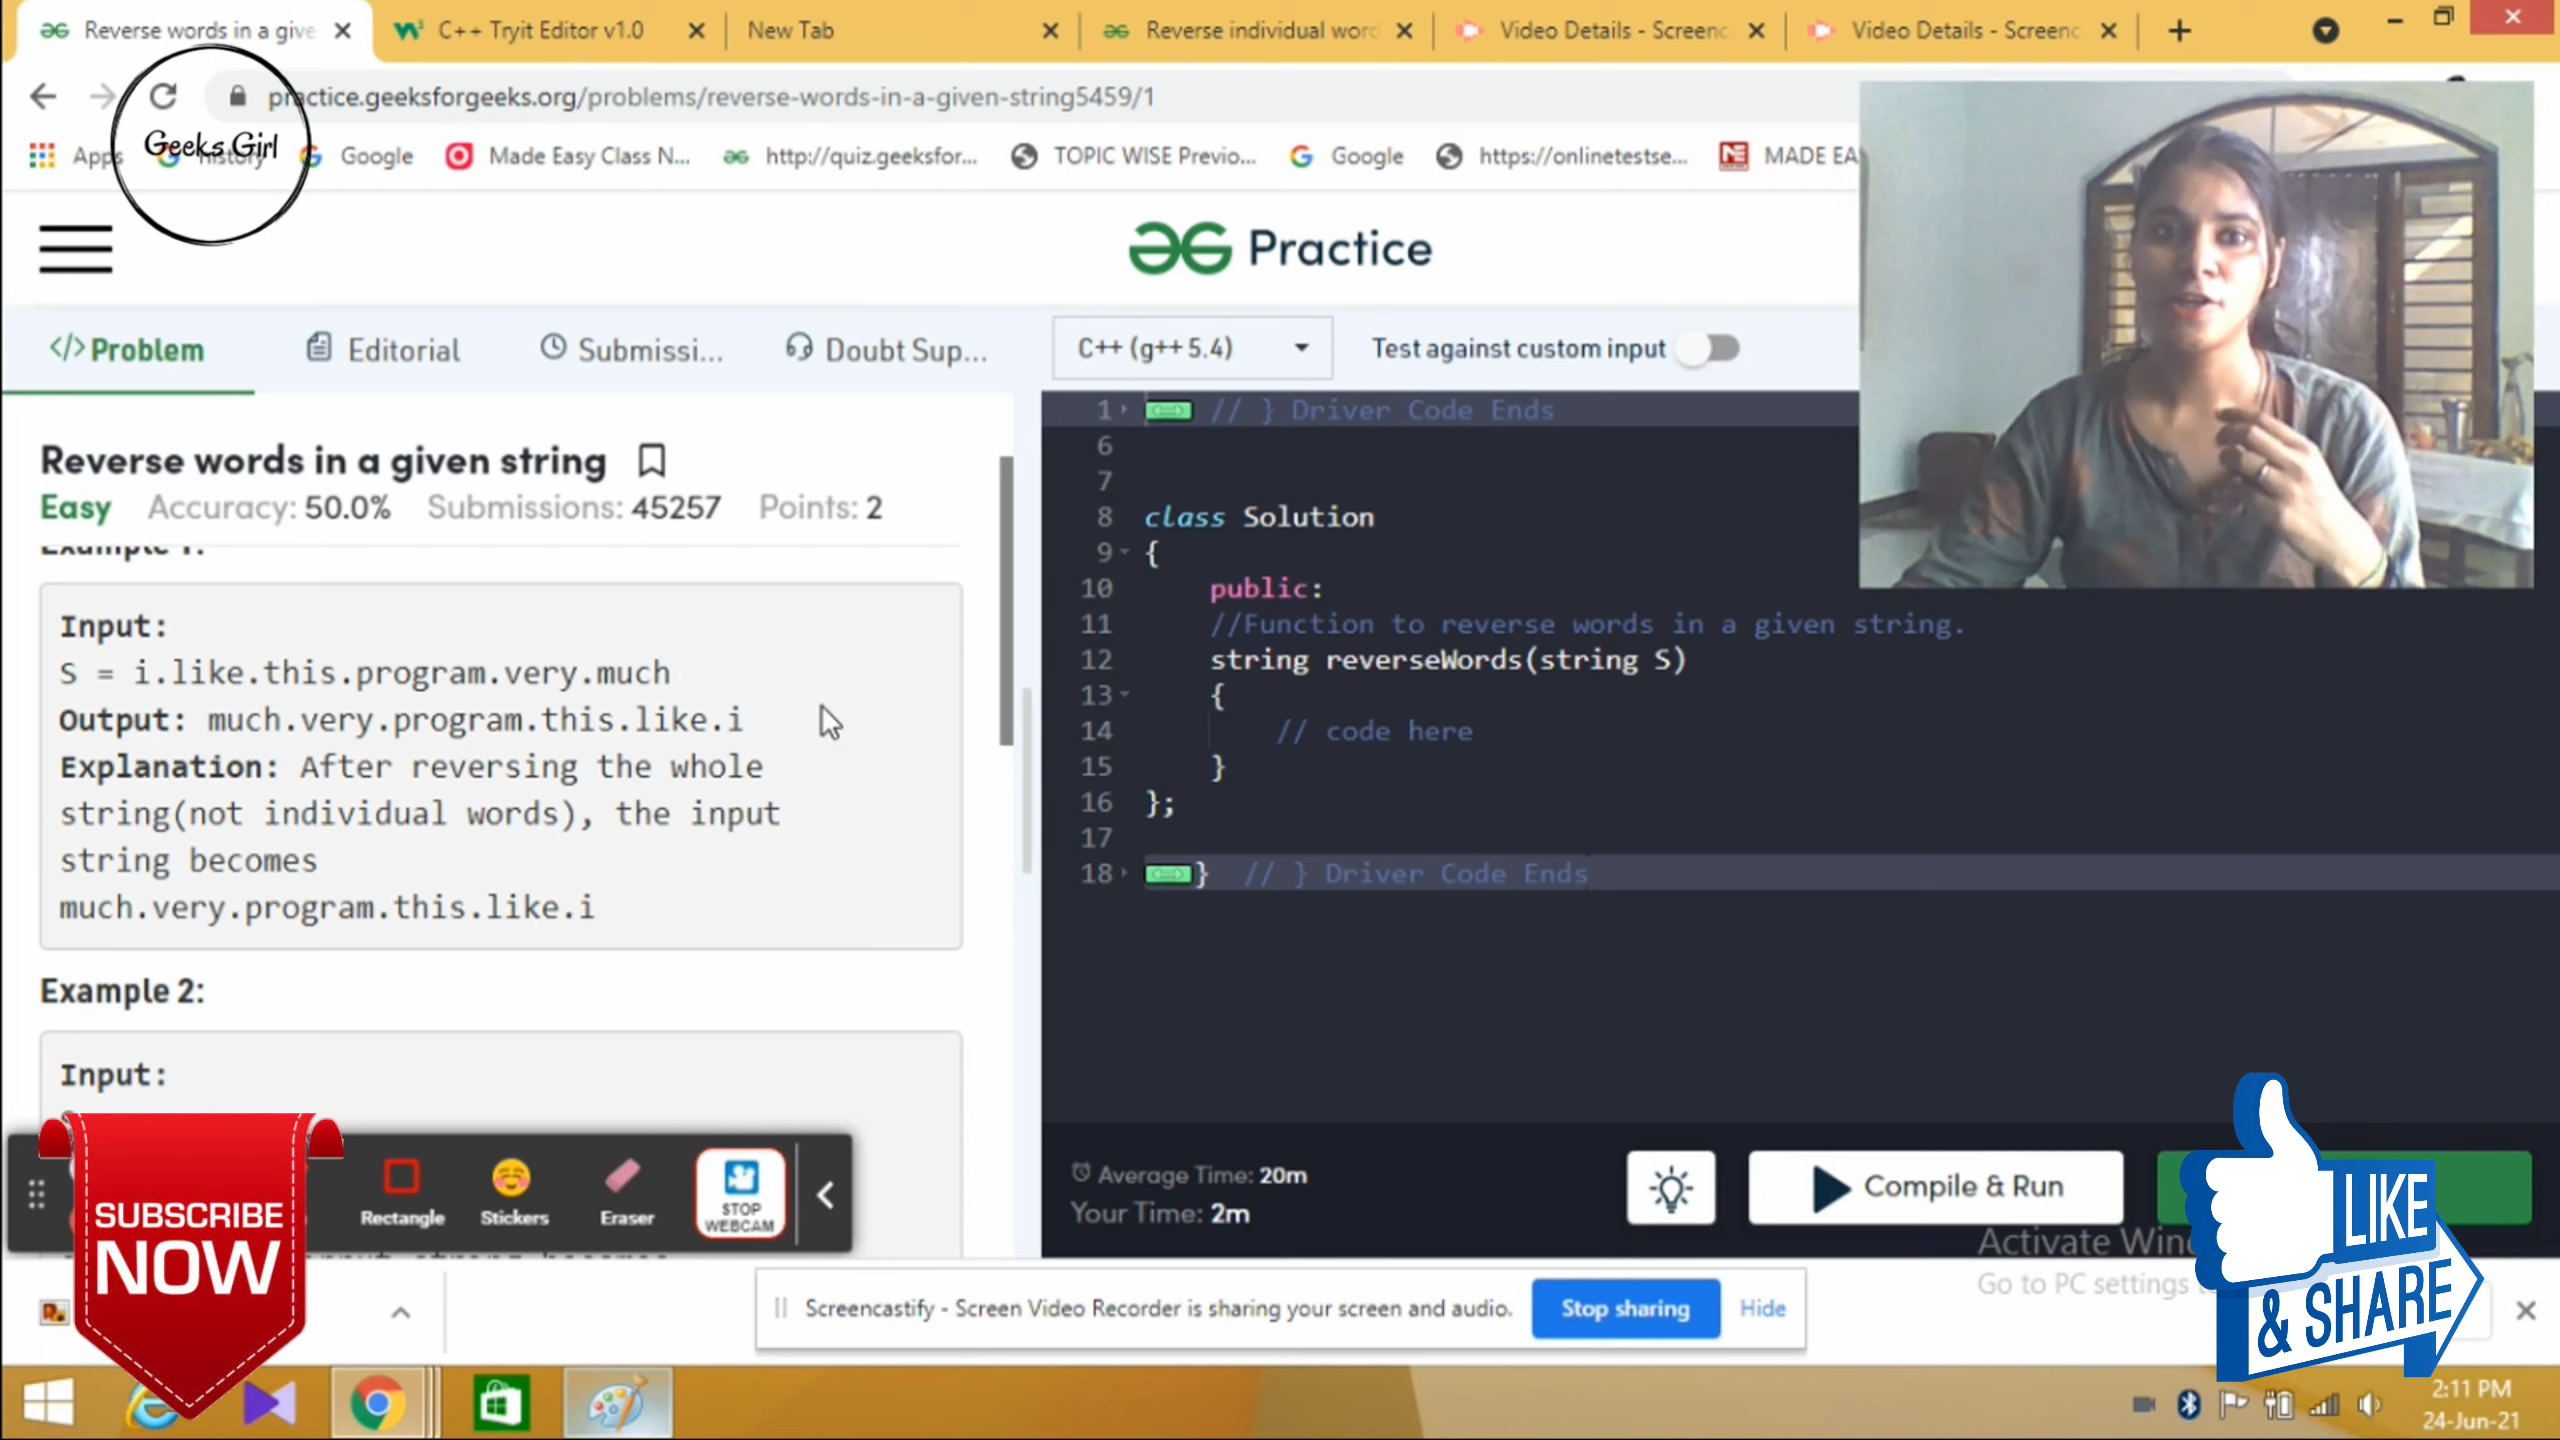 Reverse words in a give
C++ Tryit Editor v1.0
New Tab
Reverse individual word
Video Details - Screenc
Video Details - Screenc
practice.geeksforgeeks.org/problems/reverse-words-in-a-given-string5459/1
Geeks Girl
Apps
history
Google
Made Easy Class N...
http://quiz.geeksfor...
TOPIC WISE Previo...
Google
https://onlinetestse...
MADE EA
Practice
</>Problem
Editorial
Submissi...
Doubt Sup...
C++ (g++ 5.4)
Test against custom input
Reverse words in a given string
Easy Accuracy: 50.0% Submissions: 45257 Points: 2
Example 1:
Input:
S = i.like.this.program.very.much
Output: much.very.program.this.like.i
Explanation: After reversing the whole
string(not individual words), the input
string becomes
much.very.program.this.like.i
Example 2:
Input:
1 // } Driver Code Ends
6
7
8 class Solution
9 {
10 public:
11 //Function to reverse words in a given string.
12 string reverseWords(string S)
13 {
14 // code here
15 }
16 };
17
18 } // } Driver Code Ends
Rectangle
Stickers
Eraser
STOP
WEBCAM
SUBSCRIBE
NOW
Average Time: 20m
Your Time: 2m
Compile & Run
Activate Win
Go to PC settings
LIKE
& SHARE
Screencastify - Screen Video Recorder is sharing your screen and audio.
Stop sharing
Hide
2:11 PM
24-Jun-21